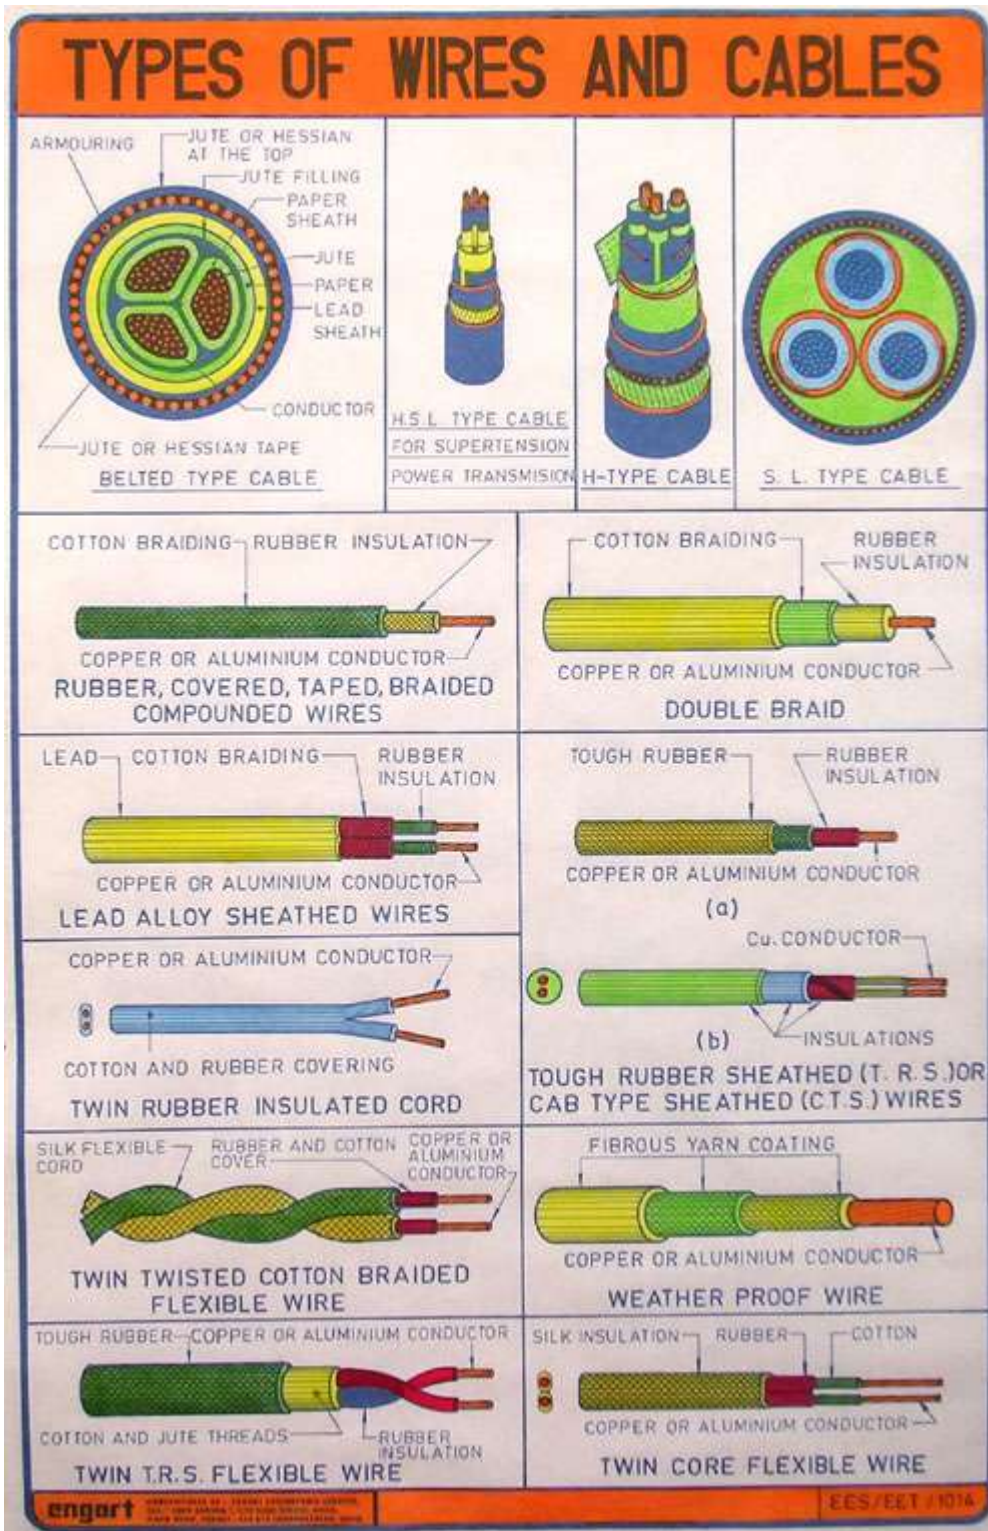 TYPES OF WIRES AND CABLES
ARMOURING
JUTE OR HESSIAN
AT THE TOP
JUTE FILLING
PAPER
SHEATH
JUTE
PAPER
LEAD
SHEATH
CONDUCTOR
JUTE OR HESSIAN TAPE
BELTED TYPE CABLE
H.S.L. TYPE CABLE
FOR SUPERTENSION
POWER TRANSMISION
H-TYPE CABLE
S. L. TYPE CABLE
COTTON BRAIDING
RUBBER INSULATION
COPPER OR ALUMINIUM CONDUCTOR
RUBBER, COVERED, TAPED, BRAIDED
COMPOUNDED WIRES
COTTON BRAIDING
RUBBER
INSULATION
COPPER OR ALUMINIUM CONDUCTOR
DOUBLE BRAID
LEAD
COTTON BRAIDING
RUBBER
INSULATION
COPPER OR ALUMINIUM CONDUCTOR
LEAD ALLOY SHEATHED WIRES
TOUGH RUBBER
RUBBER
INSULATION
COPPER OR ALUMINIUM CONDUCTOR
(a)
Cu. CONDUCTOR
(b)
INSULATIONS
TOUGH RUBBER SHEATHED (T. R. S.) OR
CAB TYPE SHEATHED (C.T.S.) WIRES
COPPER OR ALUMINIUM CONDUCTOR
COTTON AND RUBBER COVERING
TWIN RUBBER INSULATED CORD
SILK FLEXIBLE
CORD
RUBBER AND COTTON
COVER
COPPER OR
ALUMINIUM
CONDUCTOR
TWIN TWISTED COTTON BRAIDED
FLEXIBLE WIRE
FIBROUS YARN COATING
COPPER OR ALUMINIUM CONDUCTOR
WEATHER PROOF WIRE
TOUGH RUBBER
COPPER OR ALUMINIUM CONDUCTOR
COTTON AND JUTE THREADS
RUBBER
INSULATION
TWIN T.R.S. FLEXIBLE WIRE
SILK INSULATION
RUBBER
COTTON
COPPER OR ALUMINIUM CONDUCTOR
TWIN CORE FLEXIBLE WIRE
engart
EES/EET/1014